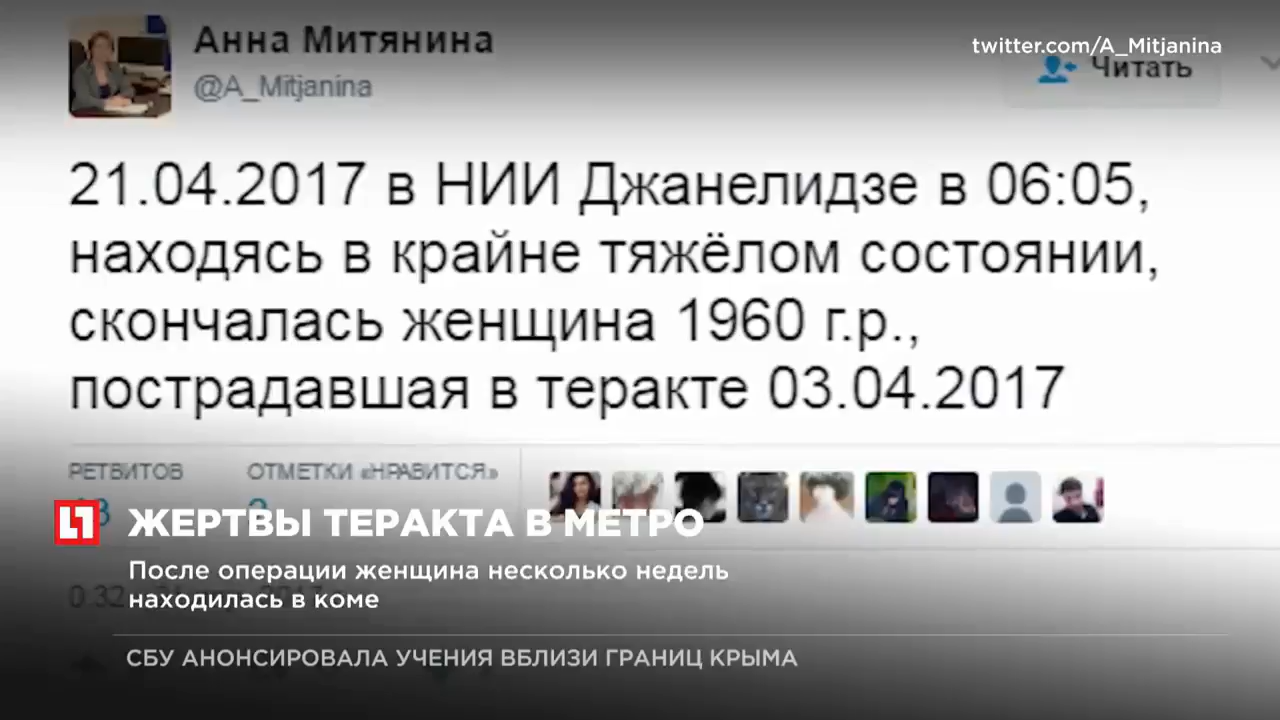 Анна Митянина
@A_Mitjanina
twitter.com/A_Mitjanina
Читать
21.04.2017 в НИИ Джанелидзе в 06:05,
находясь в крайне тяжёлом состоянии,
скончалась женщина 1960 г.р.,
пострадавшая в теракте 03.04.2017
РЕТВИТОВ
ОТМЕТКИ «НРАВИТСЯ»
ЖЕРТВЫ ТЕРАКТА В МЕТРО
После операции женщина несколько недель
находилась в коме
СБУ АНОНСИРОВАЛА УЧЕНИЯ ВБЛИЗИ ГРАНИЦ КРЫМА